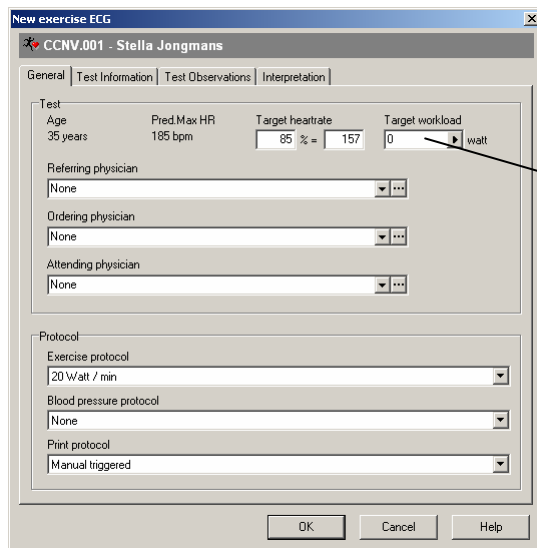 New exercise ECG
CCNV.001 - Stella Jongmans
General Test Information Test Observations Interpretation
Test
Age Pred.Max HR Target heartrate Target workload
35 years 185 bpm 85 % = 157 0 watt
Referring physician
None
Ordering physician
None
Attending physician
None
Protocol
Exercise protocol
20 Watt / min
Blood pressure protocol
None
Print protocol
Manual triggered
OK Cancel Help